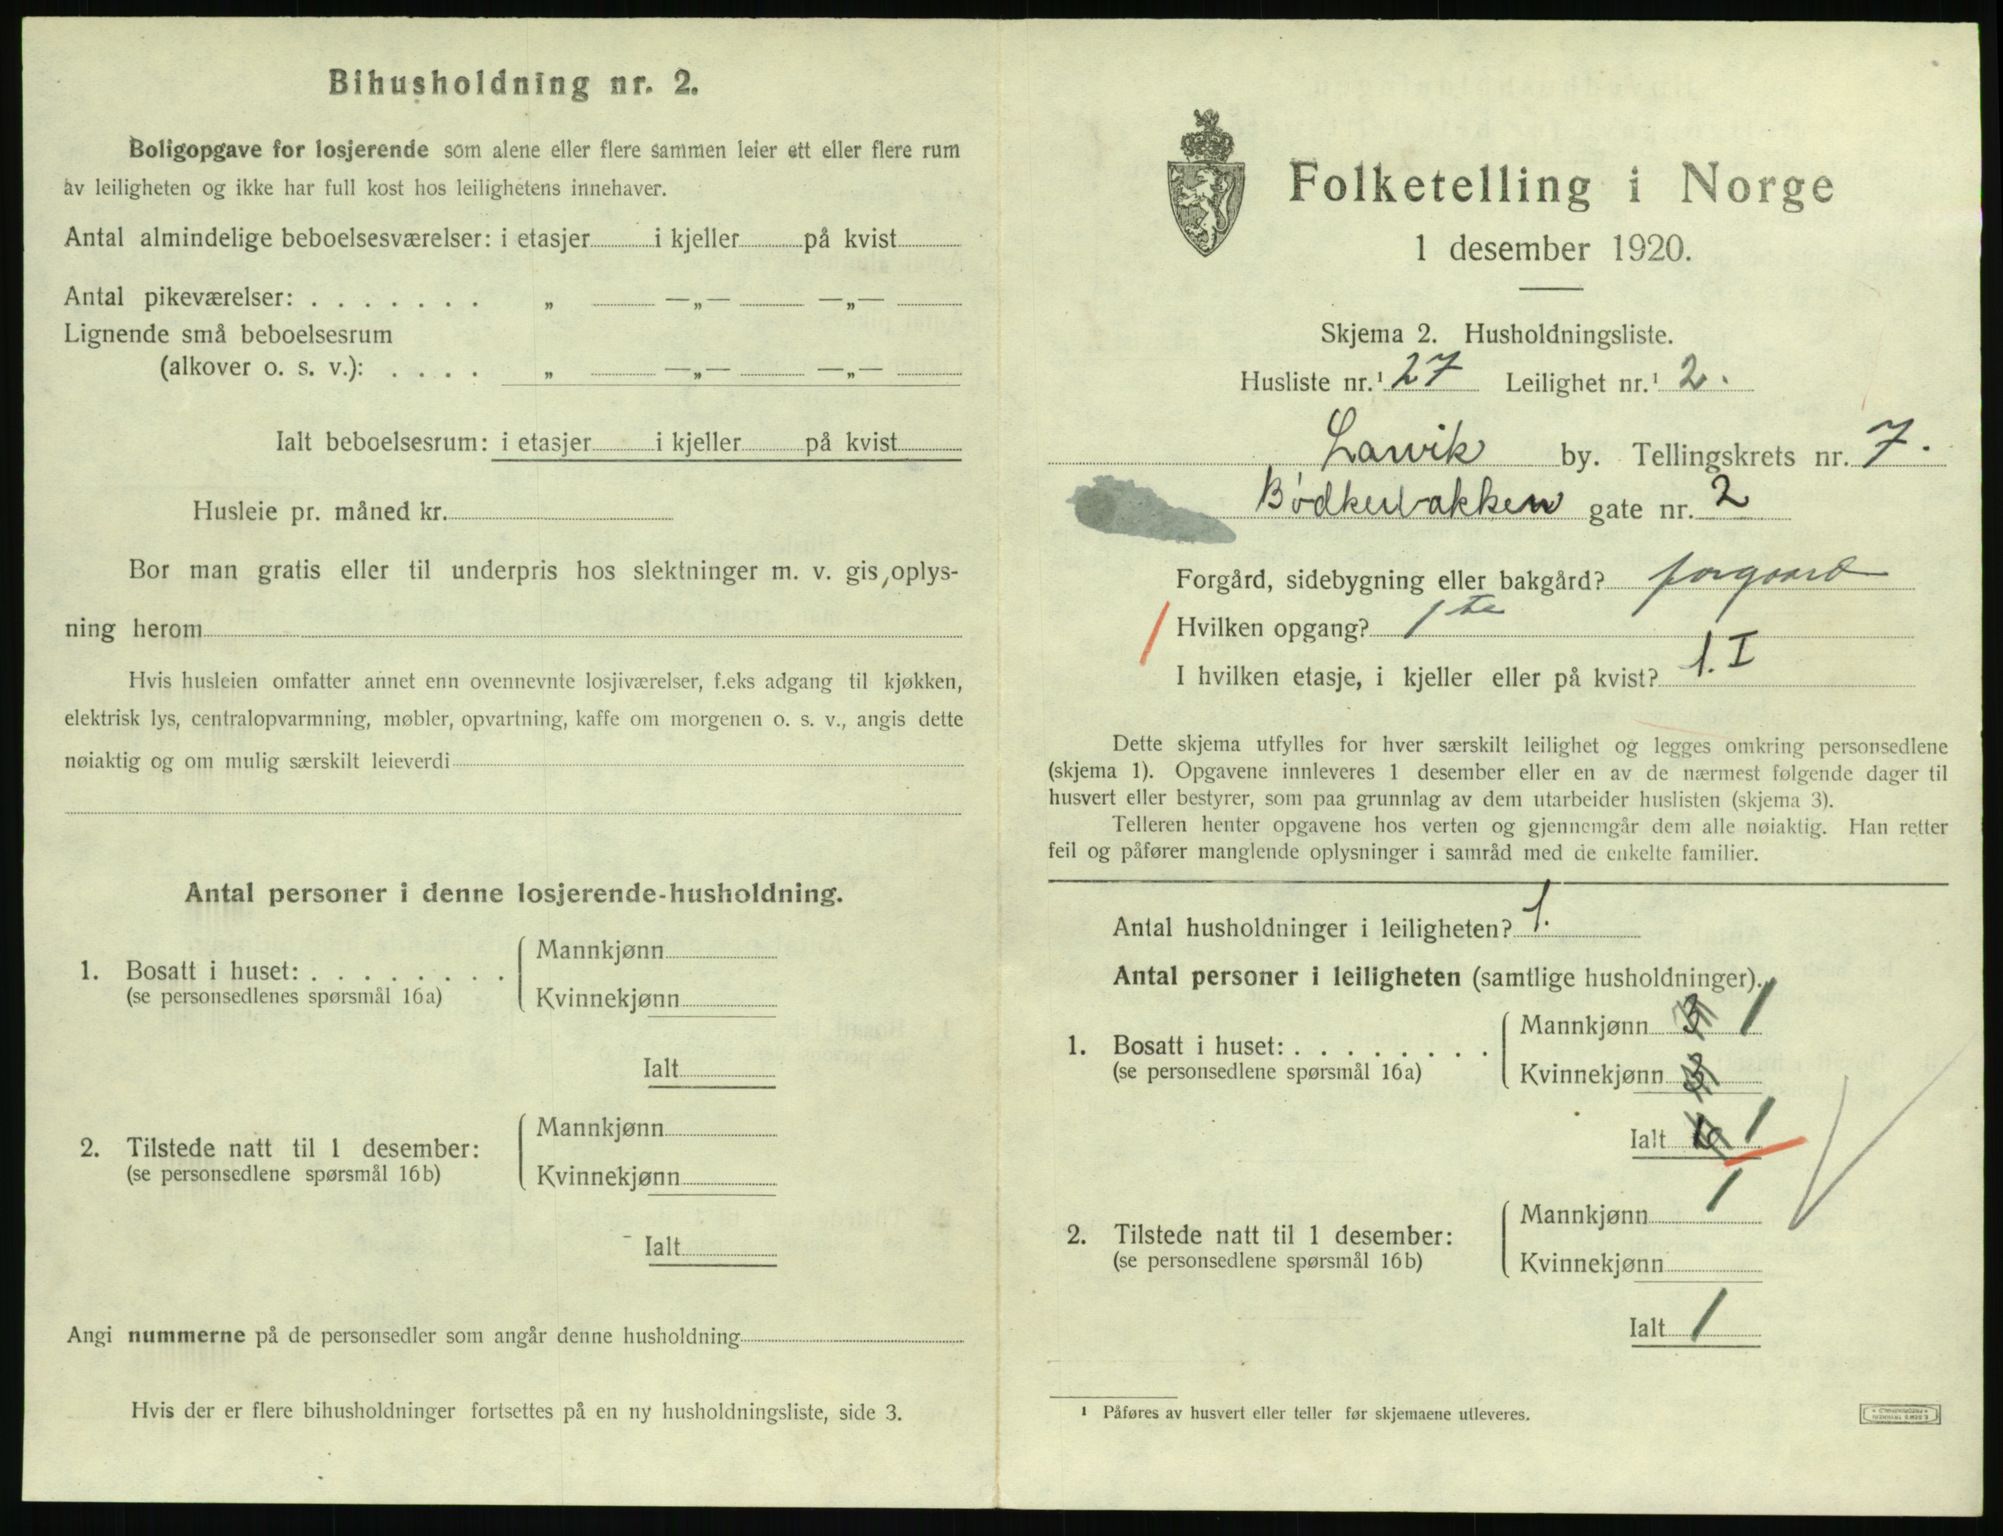 Bihusholdning nr. 2.
Boligopgave for losjerende som alene eller flere sammen leier ett eller flere rum
av leiligheten og ikke har full kost hos leilighetens innehaver.
Antal almindelige beboelsesværelser: i etasjer i kjeller på kvist
Antal pikeværelser: . . . . . . . „ —„— —„—
Lignende små beboelsesrum
(alkover o. s. v.): . . . . „ —„— —„—
Ialt beboelsesrum: i etasjer i kjeller på kvist
Husleie pr. måned kr.
Bor man gratis eller til underpris hos slektninger m. v. gis, oplys-
ning herom
Hvis husleien omfatter annet enn ovennevnte losjiværelser, f.eks adgang til kjøkken,
elektrisk lys, centralopvarmning, møbler, opvartning, kaffe om morgenen o. s. v., angis dette
nøiaktig og om mulig særskilt leieverdi
Antal personer i denne losjerende-husholdning.
Mannkjønn
1. Bosatt i huset: . . . . . . . .
(se personsedlenes spørsmål 16a)
Kvinnekjønn
Ialt
Mannkjønn
2. Tilstede natt til 1 desember:
(se personsedlene spørsmål 16b)
Kvinnekjønn
Ialt
Angi nummerne på de personsedler som angår denne husholdning
Hvis der er flere bihusholdninger fortsettes på en ny husholdningsliste, side 3.
Folketelling i Norge
1 desember 1920.
Skjema 2. Husholdningsliste.
Husliste nr.¹ 27 Leilighet nr.¹ 2.
Larvik by. Tellingskrets nr. 7.
Bødkerbakken gate nr. 2
Forgård, sidebygning eller bakgård? forgaard
Hvilken opgang? 1te
I hvilken etasje, i kjeller eller på kvist? 1. I
Dette skjema utfylles for hver særskilt leilighet og legges omkring personsedlene
(skjema 1). Opgavene innleveres 1 desember eller en av de nærmest følgende dager til
husvert eller bestyrer, som paa grunnlag av dem utarbeider huslisten (skjema 3).
Telleren henter opgavene hos verten og gjennemgår dem alle nøiaktig. Han retter
feil og påfører manglende oplysninger i samråd med de enkelte familier.
Antal husholdninger i leiligheten? 1.
Antal personer i leiligheten (samtlige husholdninger).
Mannkjønn 3 1
1. Bosatt i huset: . . . . . . . .
(se personsedlene spørsmål 16a)
Kvinnekjønn 3
Ialt 6 1
Mannkjønn 1
2. Tilstede natt til 1 desember:
(se personsedlene spørsmål 16b)
Kvinnekjønn
Ialt 1
¹ Påføres av husvert eller teller før skjemaene utleveres.